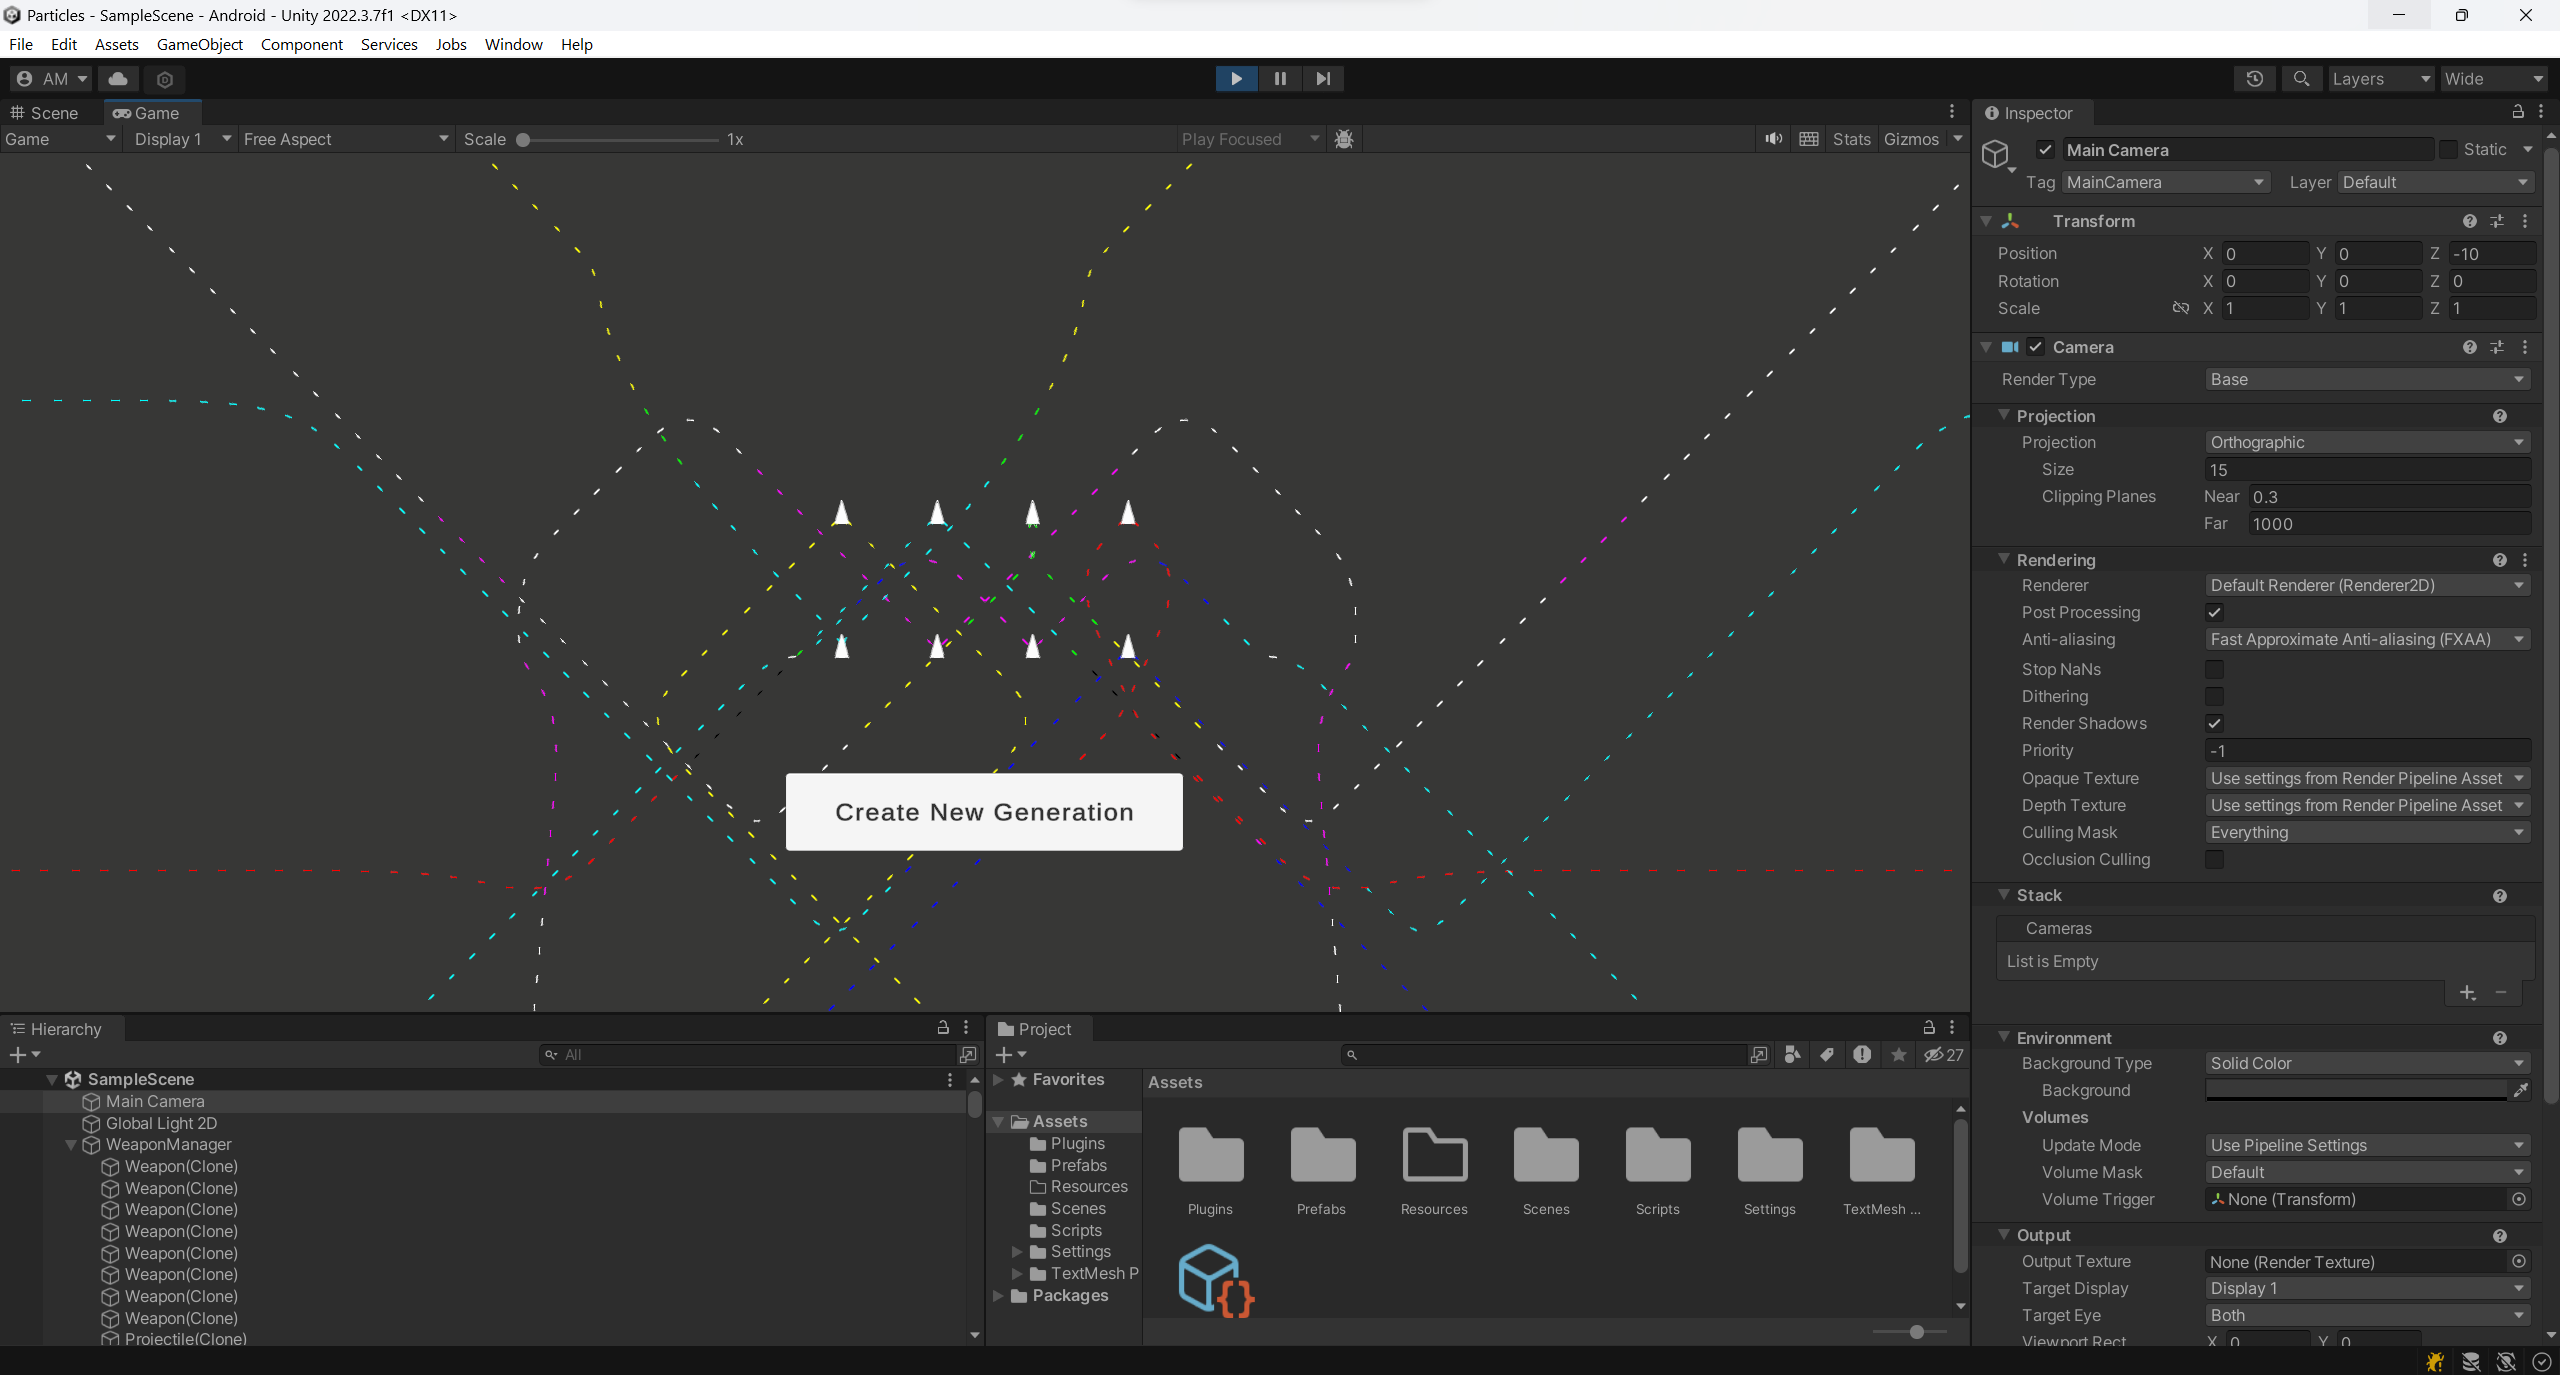 Particles - SampleScene - Android - Unity 2022.3.7f1 <DX11>
File Edit Assets GameObject Component Services Jobs Window Help
AM
Layers
Wide
Scene
Game
Game
Display 1
Free Aspect
Scale
1x
Play Focused
Stats
Gizmos
Create New Generation
Hierarchy
All
SampleScene
Main Camera
Global Light 2D
WeaponManager
Weapon(Clone)
Weapon(Clone)
Weapon(Clone)
Weapon(Clone)
Weapon(Clone)
Weapon(Clone)
Weapon(Clone)
Weapon(Clone)
Projectile(Clone)
Project
27
Favorites
Assets
Plugins
Prefabs
Resources
Scenes
Scripts
Settings
TextMesh P
Packages
Assets
Plugins
Prefabs
Resources
Scenes
Scripts
Settings
TextMesh ...
Inspector
Main Camera
Static
Tag MainCamera Layer Default
Transform
Position X 0 Y 0 Z -10
Rotation X 0 Y 0 Z 0
Scale X 1 Y 1 Z 1
Camera
Render Type Base
Projection
Projection Orthographic
Size 15
Clipping Planes Near 0.3
Far 1000
Rendering
Renderer Default Renderer (Renderer2D)
Post Processing
Anti-aliasing Fast Approximate Anti-aliasing (FXAA)
Stop NaNs
Dithering
Render Shadows
Priority -1
Opaque Texture Use settings from Render Pipeline Asset
Depth Texture Use settings from Render Pipeline Asset
Culling Mask Everything
Occlusion Culling
Stack
Cameras
List is Empty
Environment
Background Type Solid Color
Background
Volumes
Update Mode Use Pipeline Settings
Volume Mask Default
Volume Trigger None (Transform)
Output
Output Texture None (Render Texture)
Target Display Display 1
Target Eye Both
Viewport Rect X 0 Y 0